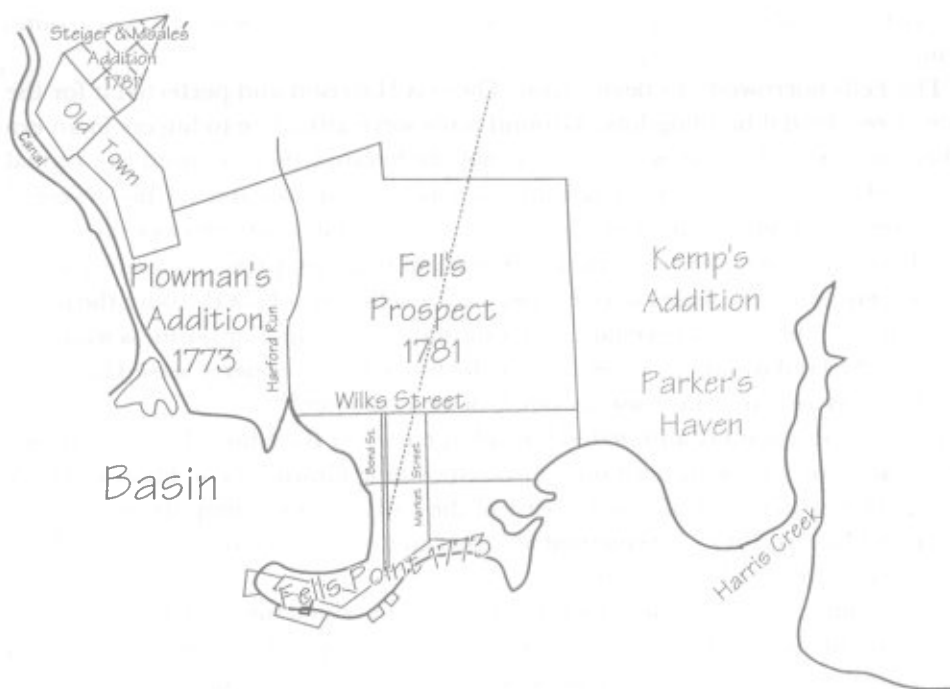 Steiger & Moales
Addition
1781
Old
Town
Canal
Plowman's
Addition
1773
Harford Run
Fell's
Prospect
1781
Kemp's
Addition
Parker's
Haven
Wilks Street
Bond St.
Market Street
Basin
Fells Point 1773
Harris Creek